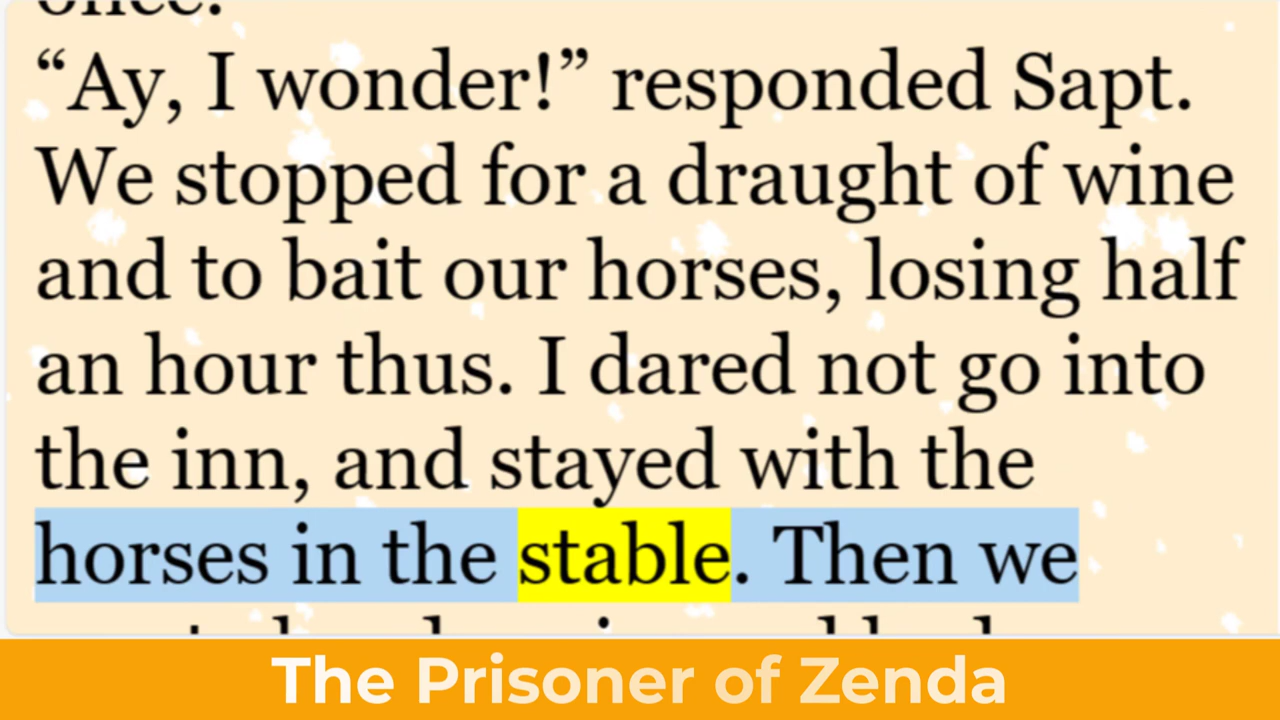 once.
“Ay, I wonder!” responded Sapt.
We stopped for a draught of wine
and to bait our horses, losing half
an hour thus. I dared not go into
the inn, and stayed with the
horses in the stable. Then we
The Prisoner of Zenda